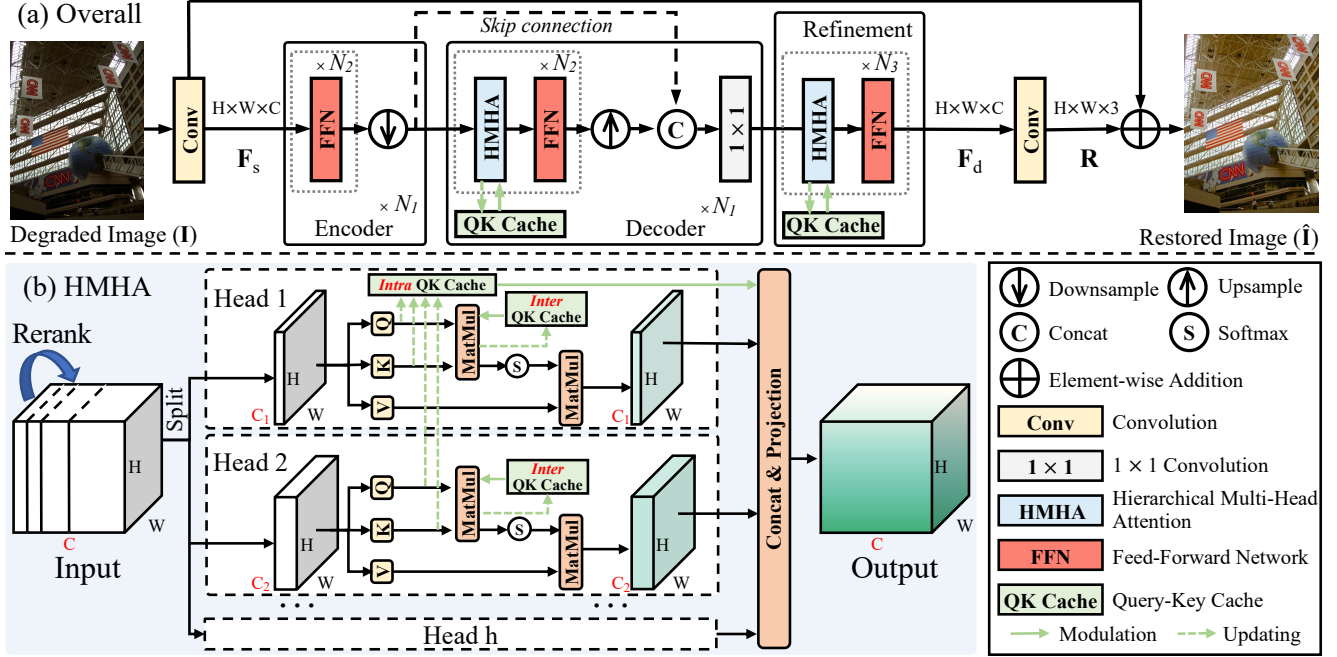 (a) Overall
Skip connection
Refinement
× N2
× N2
× N3
Conv
H×W×C
Fs
FFN
HMHA
FFN
C
1 × 1
HMHA
FFN
H×W×C
Fd
Conv
H×W×3
R
× N1
× N1
Encoder
QK Cache
Decoder
QK Cache
CNN
Degraded Image (I)
Restored Image (Î)
(b) HMHA
Rerank
H
W
C
Input
Split
Head 1
H
W
C1
Q
K
V
Intra QK Cache
MatMul
Inter
QK Cache
S
MatMul
H
W
C1
Head 2
H
W
C2
Q
K
V
MatMul
Inter
QK Cache
S
MatMul
H
W
C2
· · ·
· · ·
Head h
Concat & Projection
H
W
C
Output
Downsample
Upsample
C Concat
S Softmax
Element-wise Addition
Conv Convolution
1 × 1 1 × 1 Convolution
HMHA Hierarchical Multi-Head
Attention
FFN Feed-Forward Network
QK Cache Query-Key Cache
Modulation
Updating